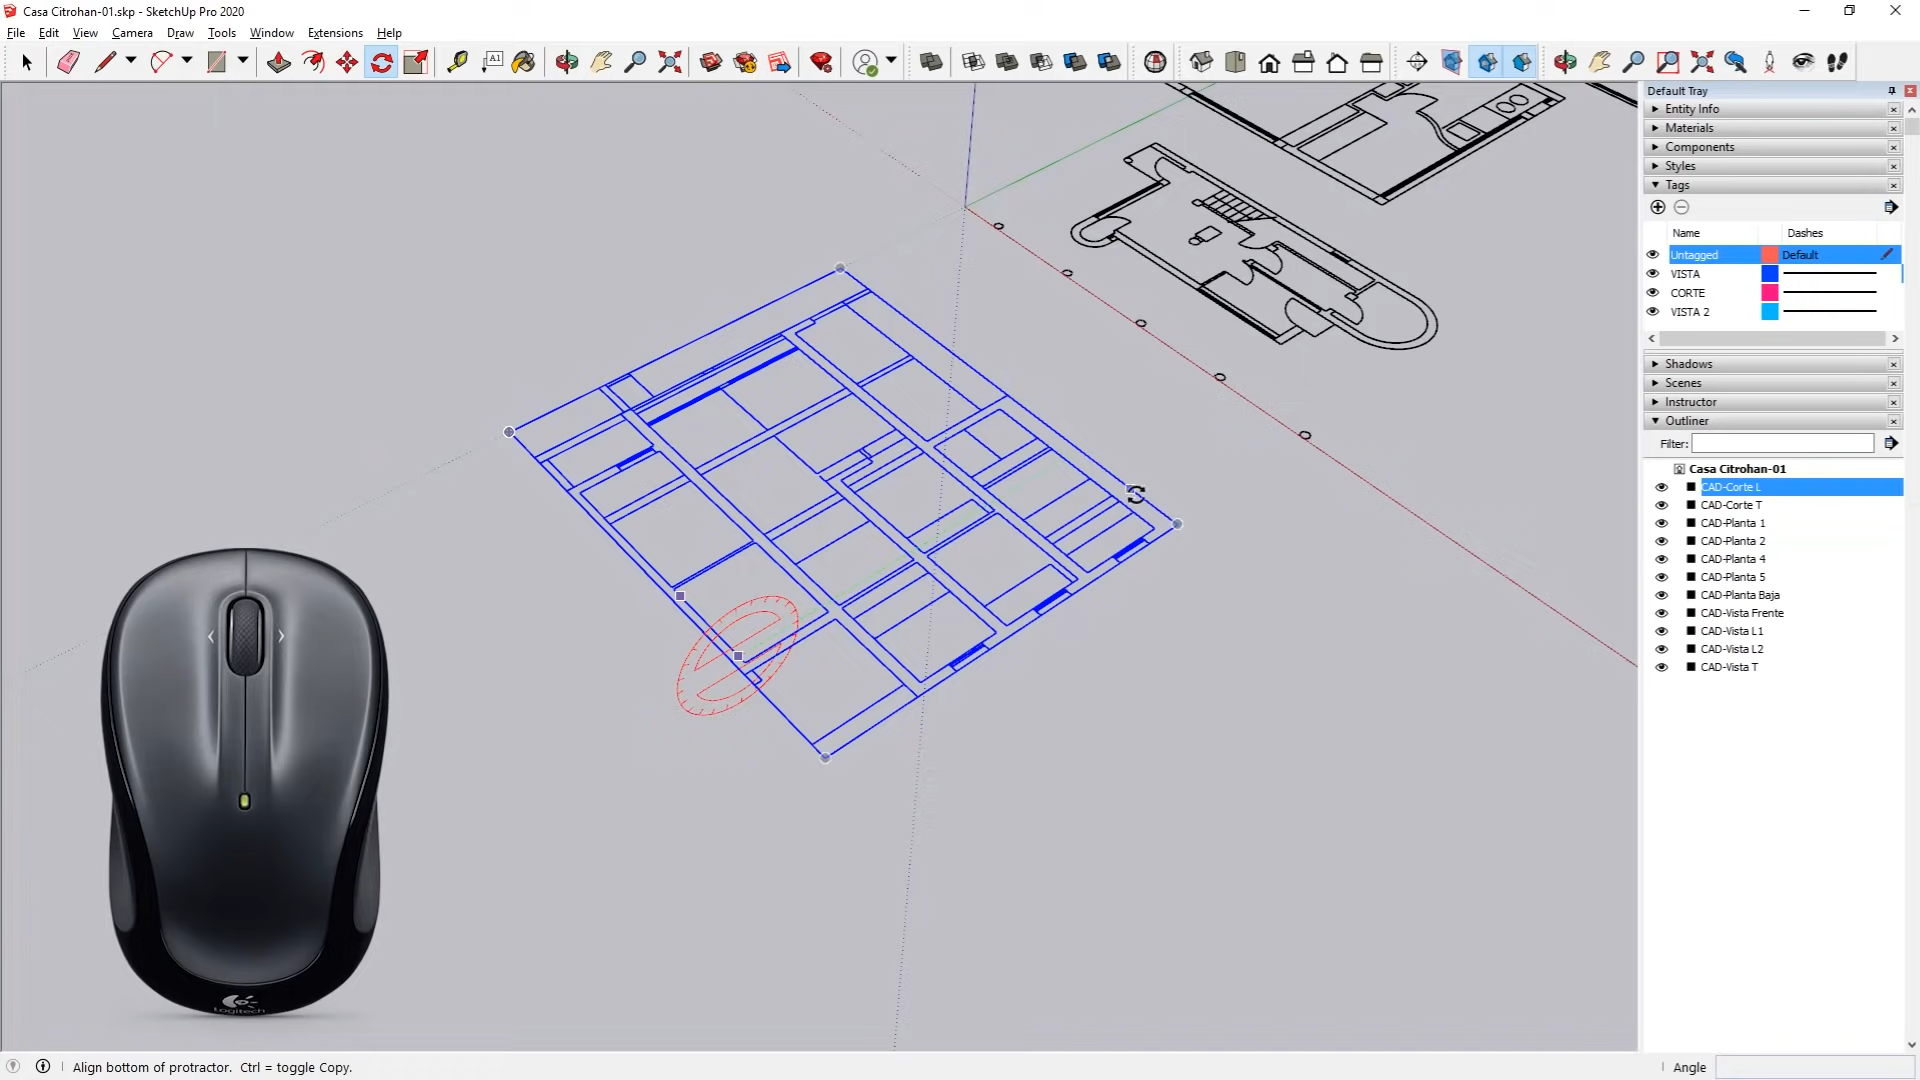 Casa Citrohan-01.skp - SketchUp Pro 2020
File Edit View Camera Draw Tools Window Extensions Help
A1
Default Tray
Entity Info
Materials
Components
Styles
Tags
Name Dashes
Untagged Default
VISTA
CORTE
VISTA 2
Shadows
Scenes
Instructor
Outliner
Filter:
Casa Citrohan-01
CAD-Corte L
CAD-Corte T
CAD-Planta 1
CAD-Planta 2
CAD-Planta 4
CAD-Planta 5
CAD-Planta Baja
CAD-Vista Frente
CAD-Vista L1
CAD-Vista L2
CAD-Vista T
Logitech
Align bottom of protractor. Ctrl = toggle Copy.
Angle